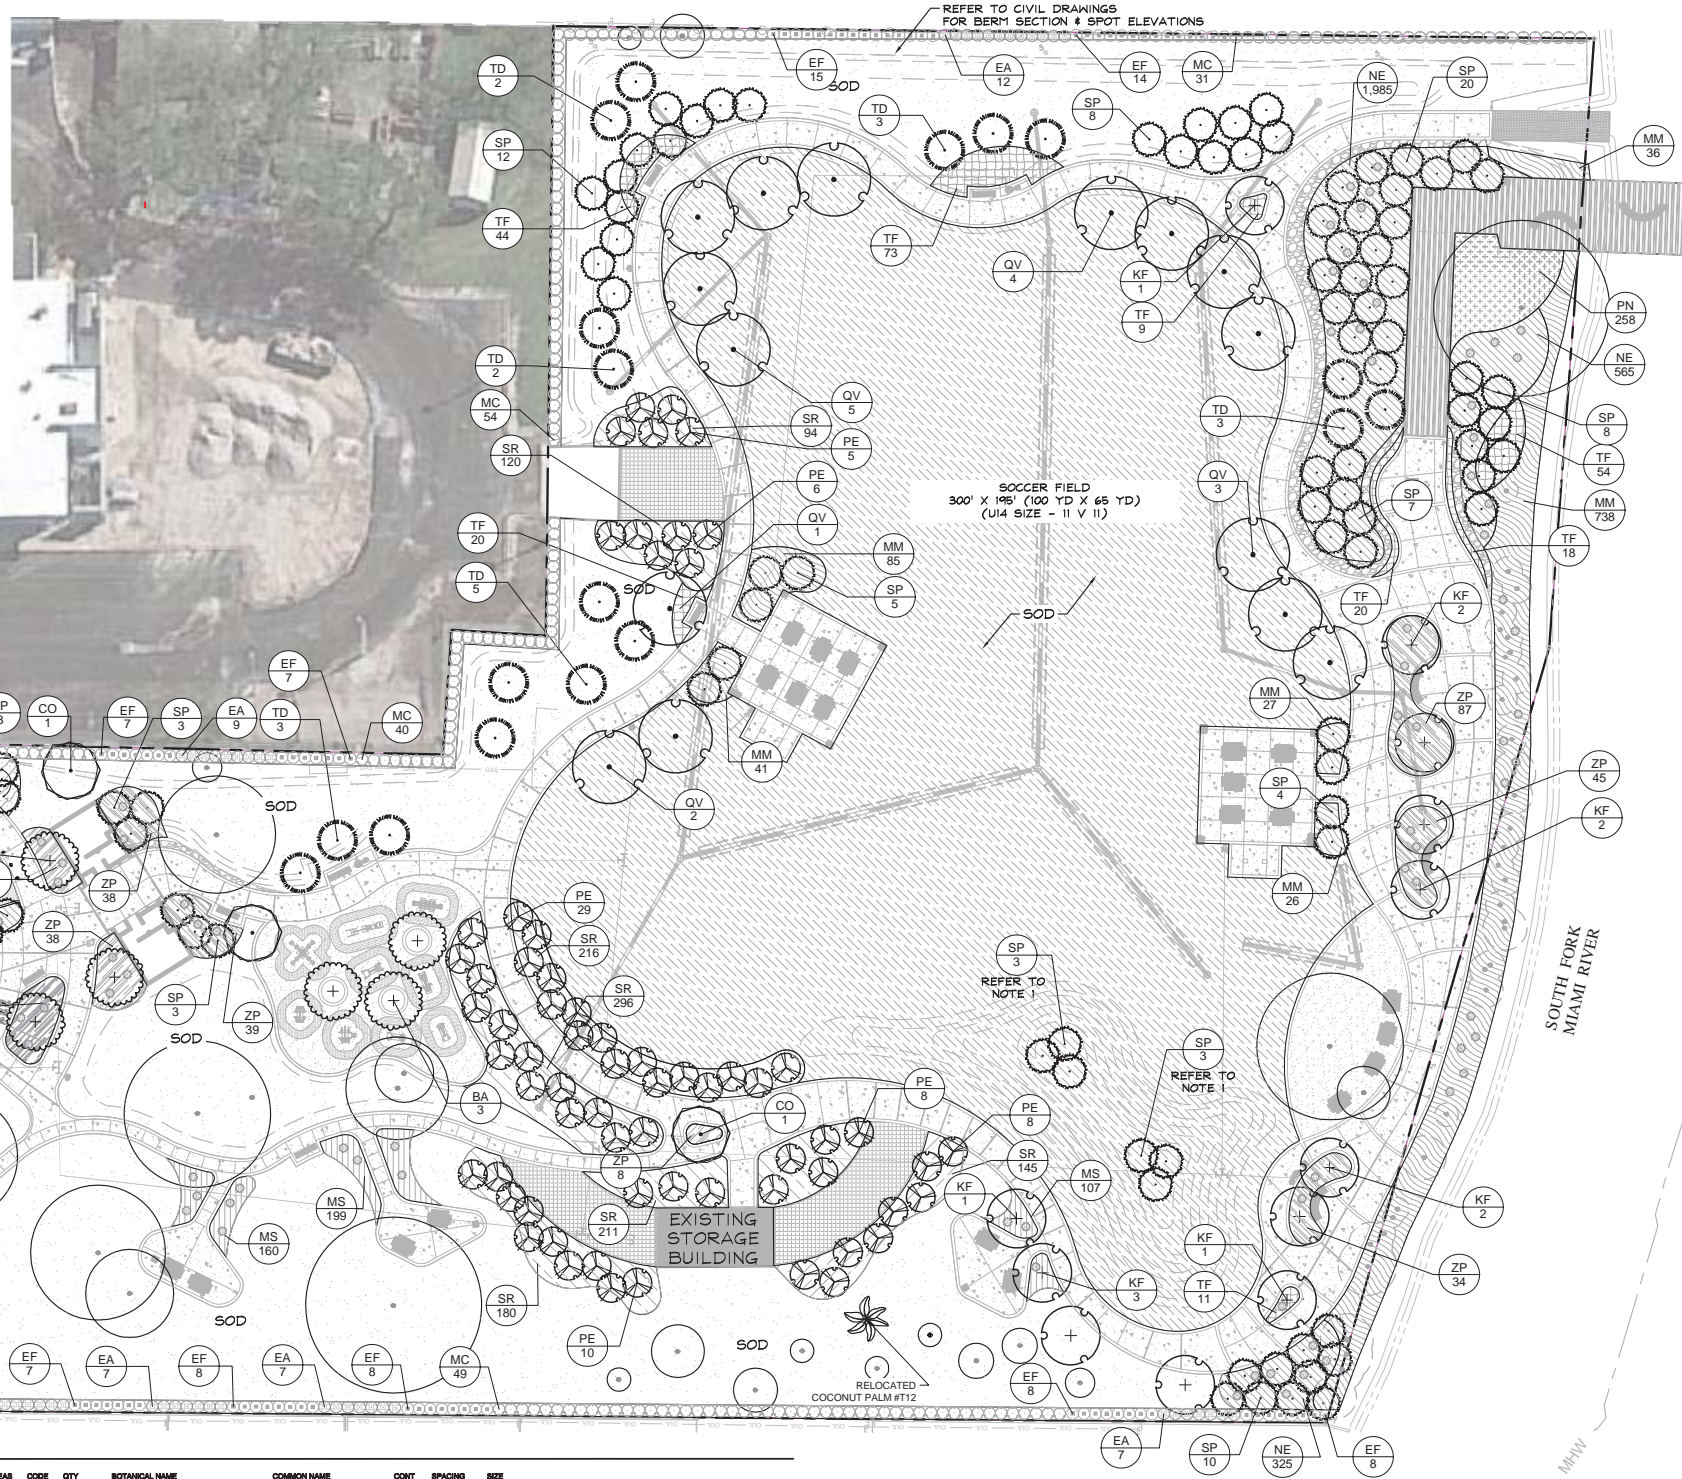 REFER TO CIVIL DRAWINGS
FOR BERM SECTION & SPOT ELEVATIONS
TD
2
EF
15
SOD
EA
12
EF
14
MC
31
NE
1,985
SP
20
SP
12
TD
3
SP
8
MM
36
TF
44
TF
73
QV
4
KF
1
TF
9
PN
258
TD
2
NE
565
MC
54
QV
5
SR
94
PE
5
TD
3
SP
8
SR
120
TF
54
PE
6
QV
3
SP
7
SOCCER FIELD
300' X 195' (100 YD X 65 YD)
(U14 SIZE - 11 V 11)
MM
738
QV
1
TF
20
MM
85
TF
18
TD
5
SOD
SP
5
SOD
TF
20
KF
2
EF
7
MM
27
ZP
87
CO
1
EF
7
SP
3
EA
9
TD
3
MC
40
MM
41
ZP
45
SP
4
QV
2
SOD
KF
2
ZP
38
MM
26
PE
29
ZP
38
SR
216
SP
3
REFER TO
NOTE 1
SOUTH FORK
MIAMI RIVER
SP
3
ZP
39
SR
296
SOD
SP
3
REFER TO
NOTE 1
BA
3
CO
1
PE
8
PE
8
ZP
8
SR
145
MS
107
KF
1
MS
199
SR
211
EXISTING
STORAGE
BUILDING
KF
2
MS
160
KF
1
ZP
34
SR
180
KF
3
TF
11
SOD
PE
10
SOD
EF
7
EA
7
EF
8
EA
7
EF
8
MC
49
RELOCATED
COCONUT PALM #T12
EF
8
EA
7
SP
10
NE
325
EF
8
MHW
CODE QTY BOTANICAL NAME COMMON NAME CONT SPACING SIZE